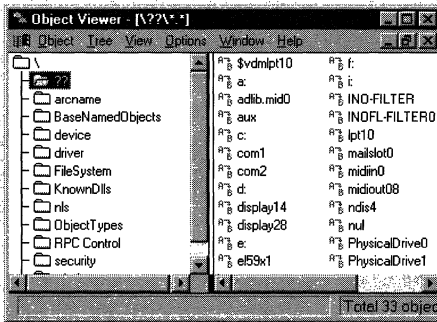 Object Viewer - [\??\*.*]
Object Tree View Options Window Help
\
??
arcname
BaseNamedObjects
device
driver
FileSystem
KnownDlls
nls
ObjectTypes
RPC Control
security
$vdmlpt10
a:
adlib.mid0
aux
c:
com1
com2
d:
display14
display28
e:
el59x1
f:
i:
INO-FILTER
INOFL-FILTER0
lpt10
mailslot0
midiin0
midiout08
ndis4
nul
PhysicalDrive0
PhysicalDrive1
Total 33 objec